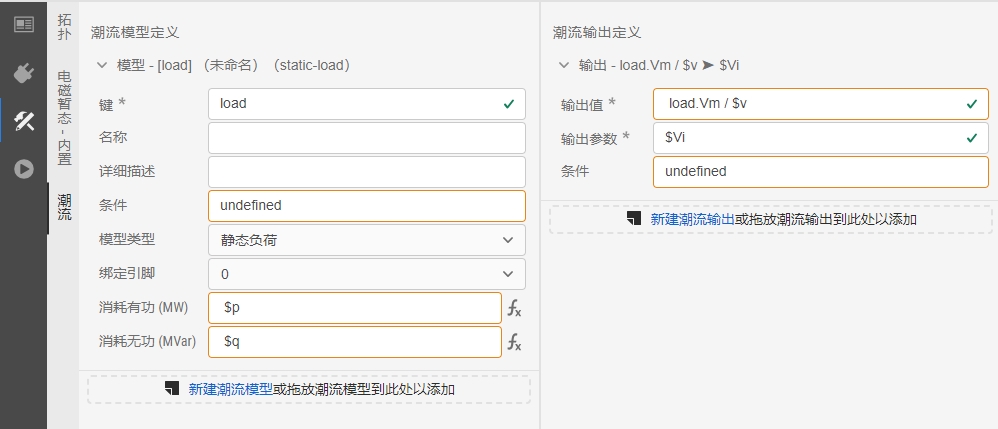 拓扑
电磁暂态-内置
潮流
潮流模型定义
模型 - [load] （未命名）（static-load）
键 *
load
名称
详细描述
条件
undefined
模型类型
静态负荷
绑定引脚
0
消耗有功 (MW)
$p
fx
消耗无功 (MVar)
$q
fx
新建潮流模型或拖放潮流模型到此处以添加
潮流输出定义
输出 - load.Vm / $v ➤ $Vi
输出值 *
load.Vm / $v
输出参数 *
$Vi
条件
undefined
新建潮流输出或拖放潮流输出到此处以添加